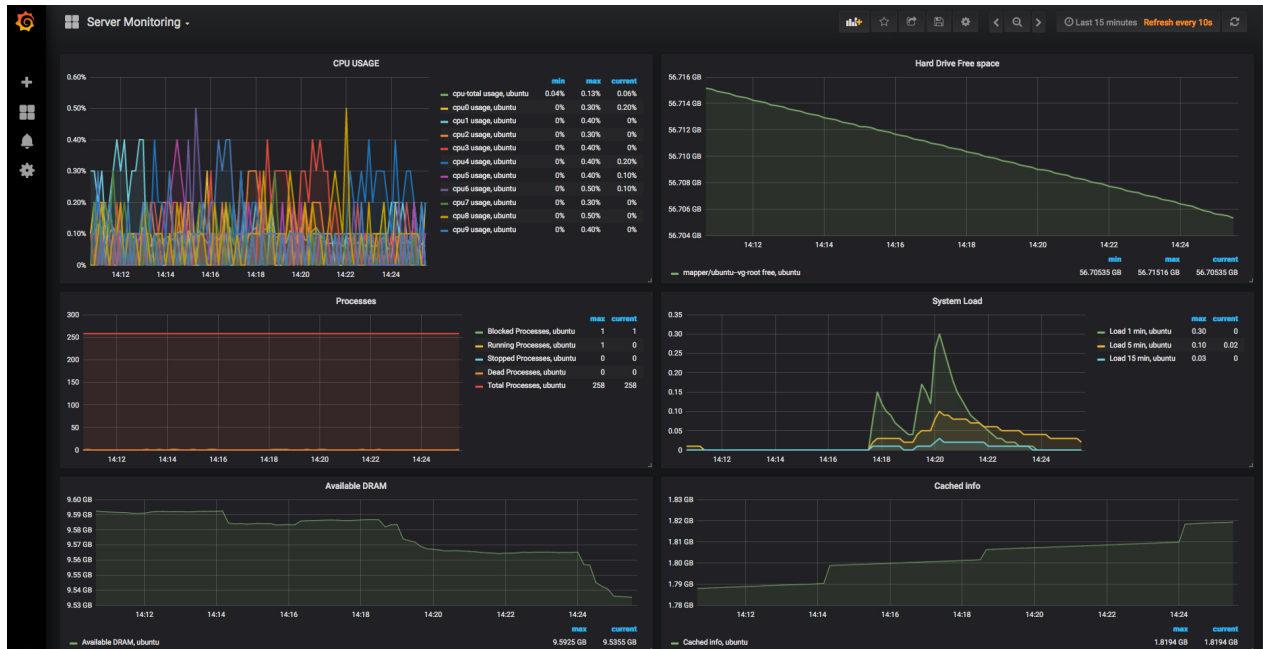 Server Monitoring
Last 15 minutes Refresh every 10s
CPU USAGE
0.60%
0.50%
0.40%
0.30%
0.20%
0.10%
0%
14:12 14:14 14:16 14:18 14:20 14:22 14:24
min max current
cpu-total usage, ubuntu 0.04% 0.13% 0.06%
cpu0 usage, ubuntu 0% 0.30% 0.20%
cpu1 usage, ubuntu 0% 0.40% 0%
cpu2 usage, ubuntu 0% 0.30% 0%
cpu3 usage, ubuntu 0% 0.40% 0%
cpu4 usage, ubuntu 0% 0.40% 0.20%
cpu5 usage, ubuntu 0% 0.40% 0.10%
cpu6 usage, ubuntu 0% 0.50% 0.10%
cpu7 usage, ubuntu 0% 0.30% 0%
cpu8 usage, ubuntu 0% 0.50% 0%
cpu9 usage, ubuntu 0% 0.40% 0%
Hard Drive Free space
56.716 GB
56.714 GB
56.712 GB
56.710 GB
56.708 GB
56.706 GB
56.704 GB
14:12 14:14 14:16 14:18 14:20 14:22 14:24
min max current
mapper/ubuntu--vg-root free, ubuntu 56.70535 GB 56.71516 GB 56.70535 GB
Processes
300
250
200
150
100
50
0
14:12 14:14 14:16 14:18 14:20 14:22 14:24
max current
Blocked Processes, ubuntu 1 1
Running Processes, ubuntu 1 0
Stopped Processes, ubuntu 0 0
Dead Processes, ubuntu 0 0
Total Processes, ubuntu 258 258
System Load
0.35
0.30
0.25
0.20
0.15
0.10
0.05
0
14:12 14:14 14:16 14:18 14:20 14:22 14:24
max current
Load 1 min, ubuntu 0.30 0
Load 5 min, ubuntu 0.10 0.02
Load 15 min, ubuntu 0.03 0
Available DRAM
9.60 GB
9.59 GB
9.58 GB
9.57 GB
9.56 GB
9.55 GB
9.54 GB
9.53 GB
14:12 14:14 14:16 14:18 14:20 14:22 14:24
max current
Available DRAM, ubuntu 9.5925 GB 9.5355 GB
Cached info
1.83 GB
1.82 GB
1.81 GB
1.80 GB
1.79 GB
1.78 GB
14:12 14:14 14:16 14:18 14:20 14:22 14:24
max current
Cached info, ubuntu 1.8194 GB 1.8194 GB